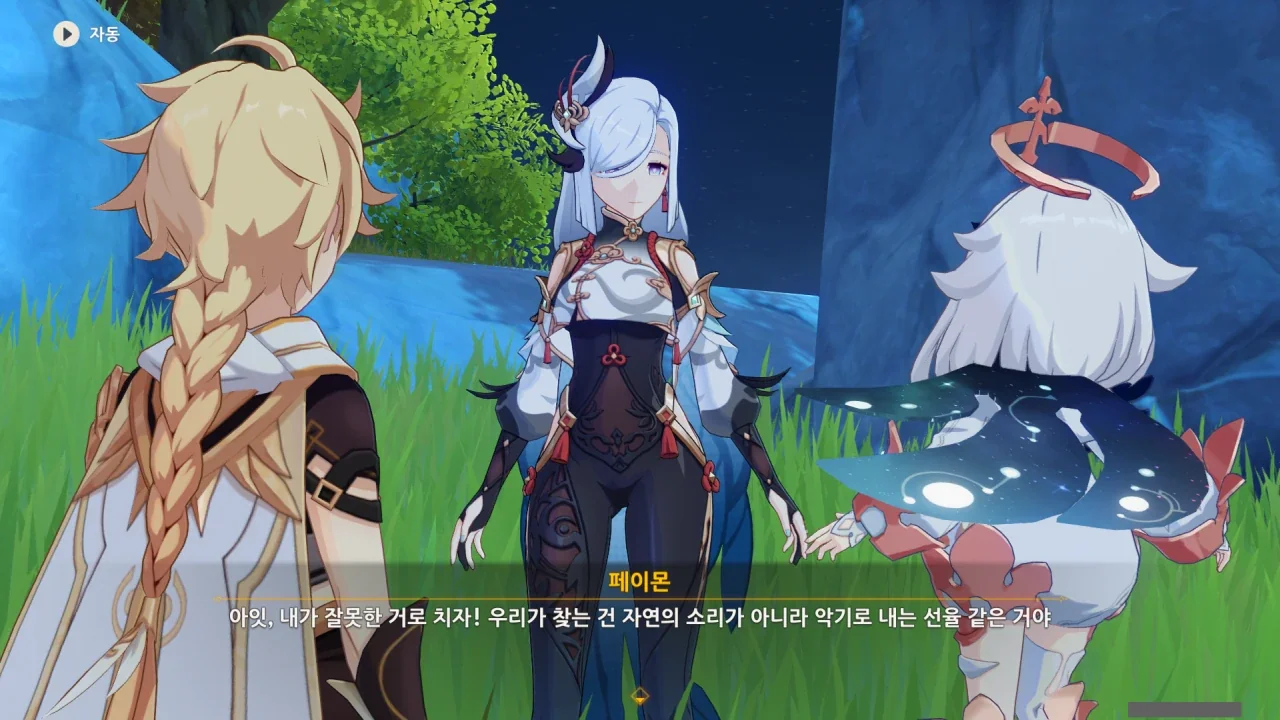 자동
페이몬
아잇, 내가 잘못한 거로 치자! 우리가 찾는 건 자연의 소리가 아니라 악기로 내는 선율 같은 거야